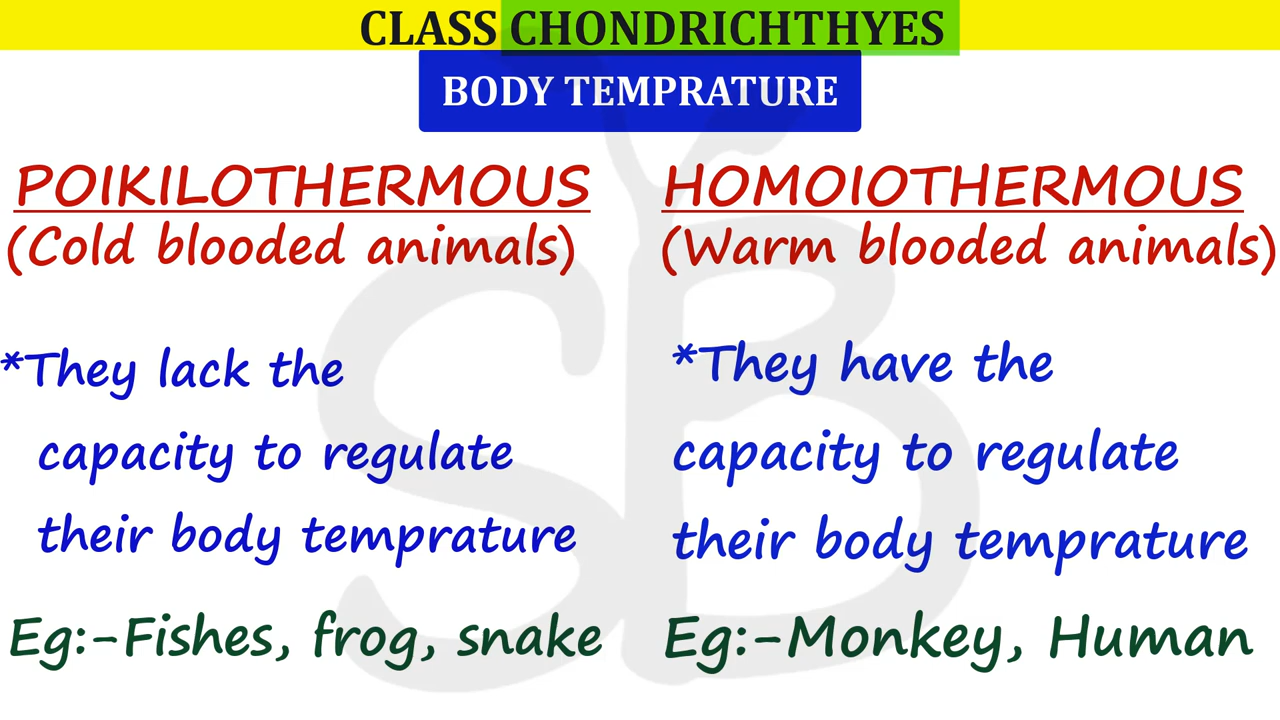 CLASS CHONDRICHTHYES
BODY TEMPRATURE
POIKILOTHERMOUS
(Cold blooded animals)
*They lack the
capacity to regulate
their body temprature
Eg:-Fishes, frog, snake
HOMOIOTHERMOUS
(Warm blooded animals)
*They have the
capacity to regulate
their body temprature
Eg:-Monkey, Human
SB